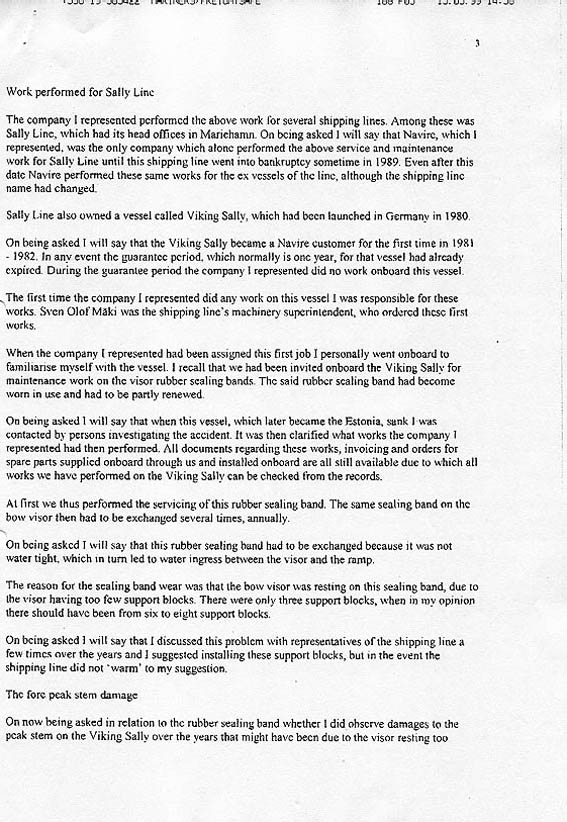 3
Work performed for Sally Line
The company I represented performed the above work for several shipping lines. Among these was
Sally Line, which had its head offices in Mariehamn. On being asked I will say that Navire, which I
represented, was the only company which alone performed the above service and maintenance
work for Sally Line until this shipping line went into bankruptcy sometime in 1989. Even after this
date Navire performed these same works for the ex vessels of the line, although the shipping line
name had changed.
Sally Line also owned a vessel called Viking Sally, which had been launched in Germany in 1980.
On being asked I will say that the Viking Sally became a Navire customer for the first time in 1981
- 1982. In any event the guarantee period, which normally is one year, for that vessel had already
expired. During the guarantee period the company I represented did no work onboard this vessel.
The first time the company I represented did any work on this vessel I was responsible for these
works. Sven Olof Mäki was the shipping line's machinery superintendent, who ordered these first
works.
When the company I represented had been assigned this first job I personally went onboard to
familiarise myself with the vessel. I recall that we had been invited onboard the Viking Sally for
maintenance work on the visor rubber sealing bands. The said rubber sealing band had become
worn in use and had to be partly renewed.
On being asked I will say that when this vessel, which later became the Estonia, sunk I was
contacted by persons investigating the accident. It was then clarified what works the company I
represented had then performed. All documents regarding these works, invoicing and orders for
spare parts supplied onboard through us and installed onboard are all still available due to which all
works we have performed on the Viking Sally can be checked from the records.
At first we thus performed the servicing of this rubber sealing band. The same sealing band on the
bow visor then had to be exchanged several times, annually.
On being asked I will say that this rubber sealing band had to be exchanged because it was not
water tight, which in turn led to water ingress between the visor and the ramp.
The reason for the sealing band wear was that the bow visor was resting on this sealing band, due to
the visor having too few support blocks. There were only three support blocks, when in my opinion
there should have been from six to eight support blocks.
On being asked I will say that I discussed this problem with representatives of the shipping line a
few times over the years and I suggested installing these support blocks, but in the event the
shipping line did not 'warm' to my suggestion.
The fore peak stem damage
On now being asked in relation to the rubber sealing band whether I did observe damages to the
peak stem on the Viking Sally over the years that might have been due to the visor resting too